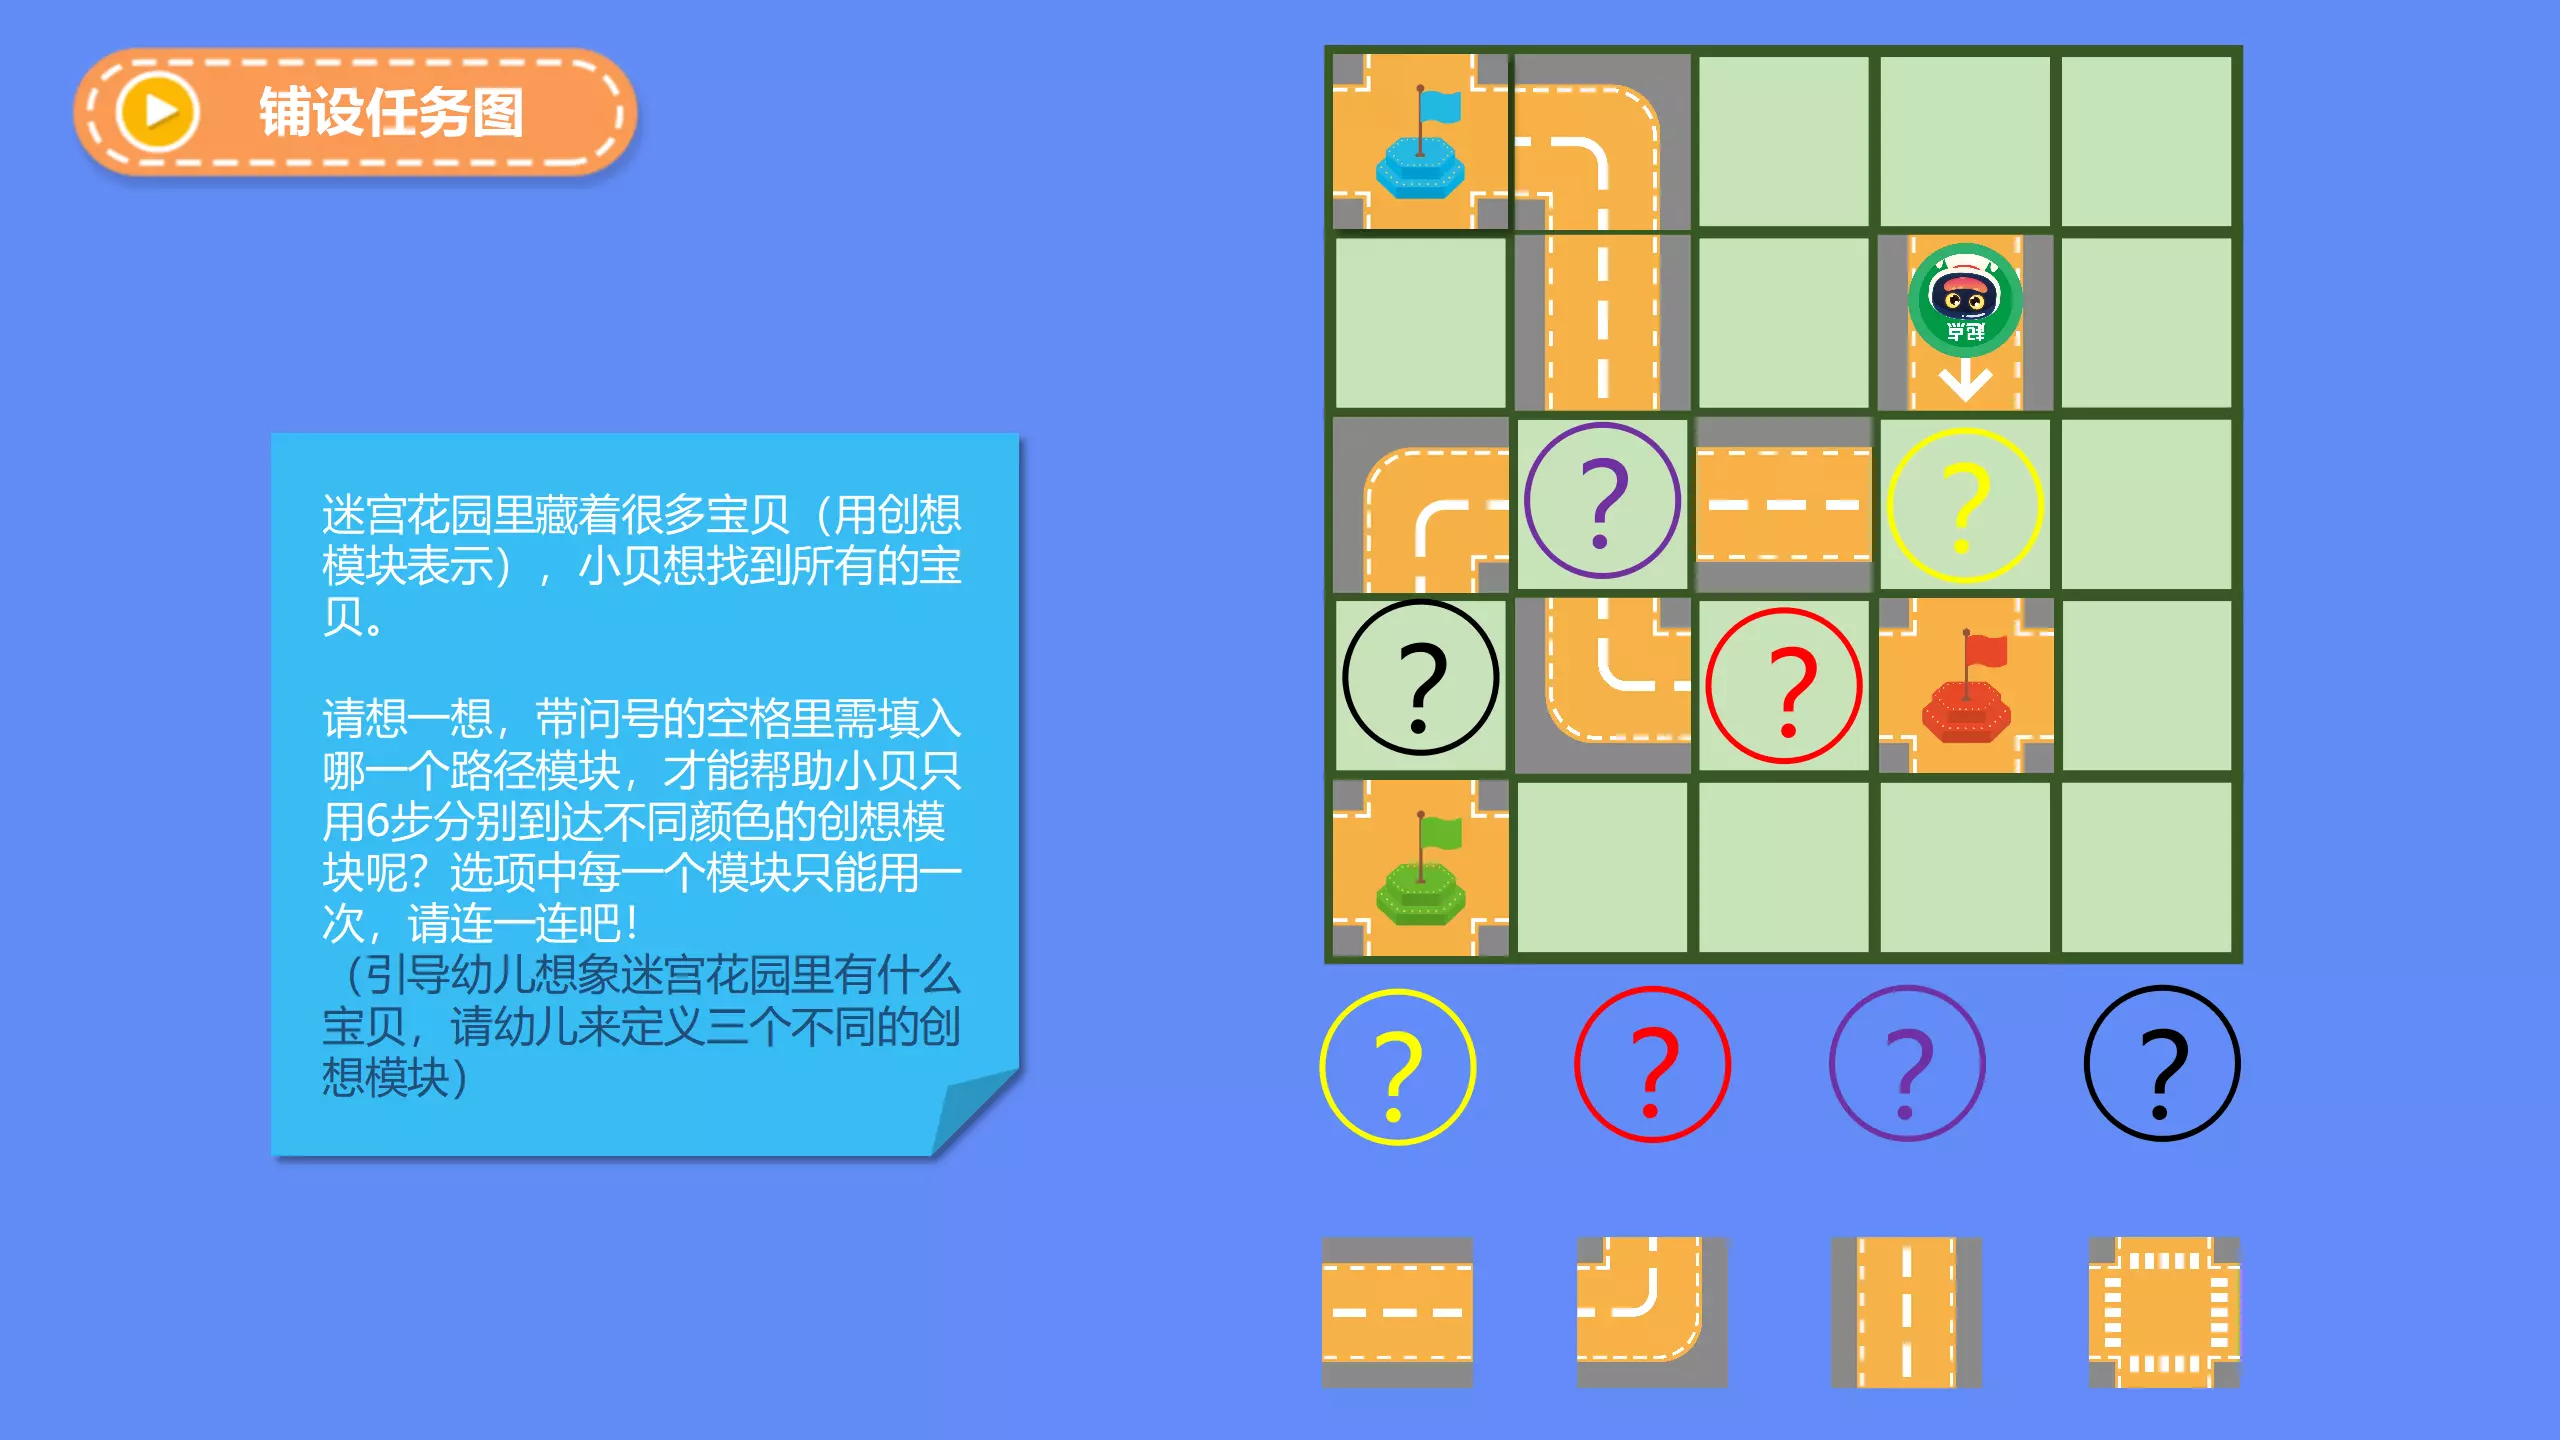 铺设任务图
起点
迷宫花园里藏着很多宝贝（用创想
模块表示），小贝想找到所有的宝
贝。
请想一想，带问号的空格里需填入
哪一个路径模块，才能帮助小贝只
用6步分别到达不同颜色的创想模
块呢？选项中每一个模块只能用一
次，请连一连吧！
（引导幼儿想象迷宫花园里有什么
宝贝，请幼儿来定义三个不同的创
想模块）
？ ？
？ ？
？ ？ ？ ？